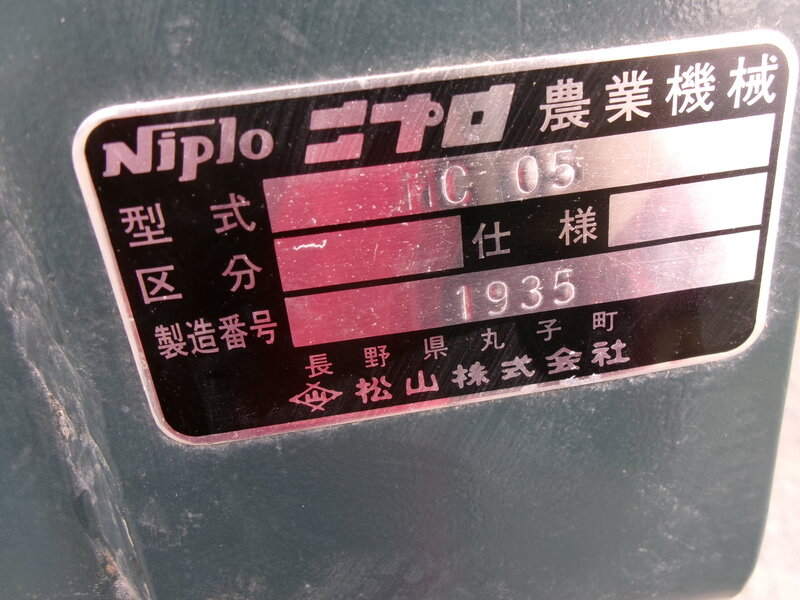 Niplo ニプロ 農業機械
型式 MC 05
区分 仕様
製造番号 1935
長野県丸子町
松山株式会社